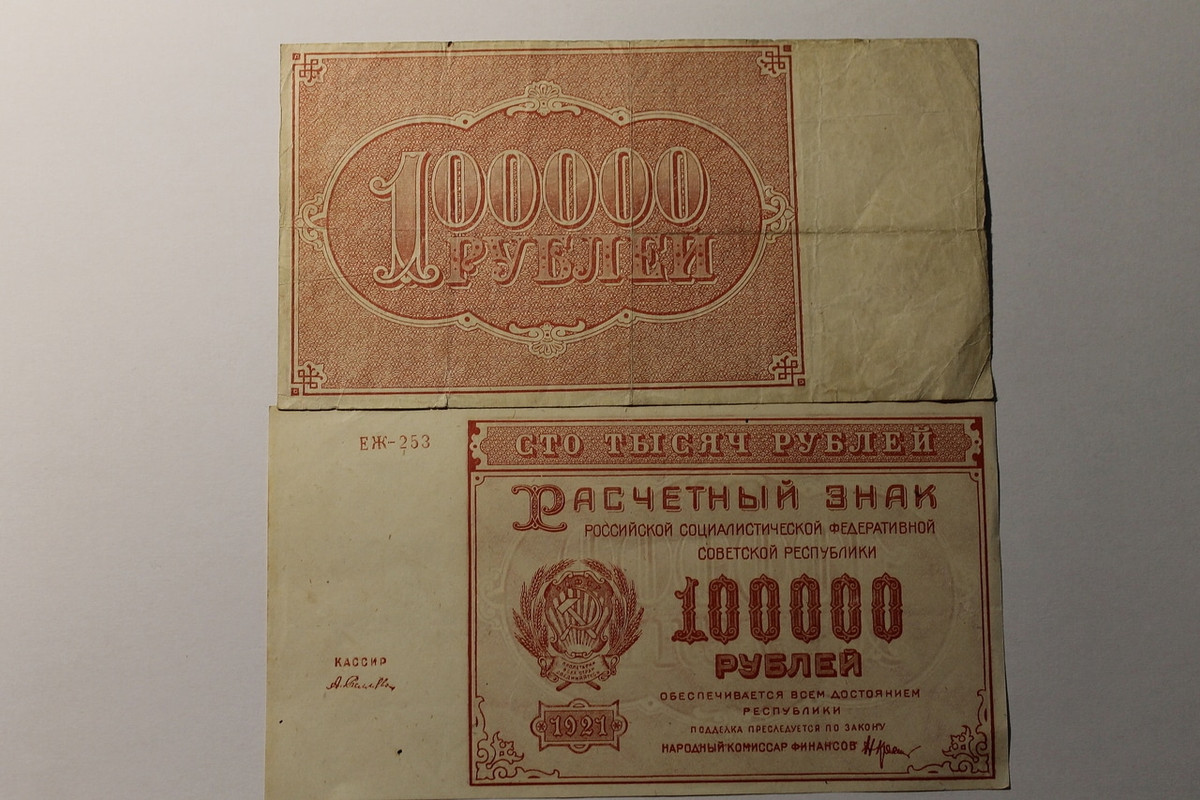 100000
РУБЛЕЙ
ЕЖ-253
СТО ТЫСЯЧ РУБЛЕЙ
РАСЧЕТНЫЙ ЗНАК
РОССИЙСКОЙ СОЦИАЛИСТИЧЕСКОЙ ФЕДЕРАТИВНОЙ
СОВЕТСКОЙ РЕСПУБЛИКИ
100000
РУБЛЕЙ
КАССИР
ОБЕСПЕЧИВАЕТСЯ ВСЕМ ДОСТОЯНИЕМ
РЕСПУБЛИКИ
1921
ПОДДЕЛКА ПРЕСЛЕДУЕТСЯ ПО ЗАКОНУ
НАРОДНЫЙ КОМИССАР ФИНАНСОВ